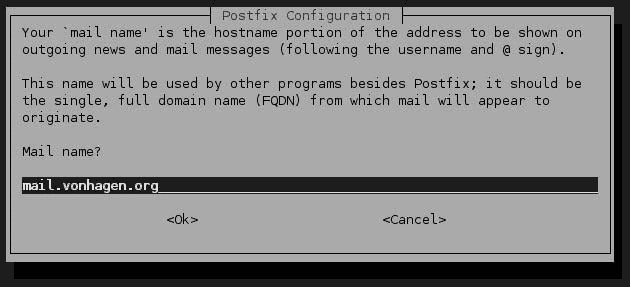 Postfix Configuration
Your `mail name' is the hostname portion of the address to be shown on
outgoing news and mail messages (following the username and @ sign).
This name will be used by other programs besides Postfix; it should be
the single, full domain name (FQDN) from which mail will appear to
originate.
Mail name?
mail.vonhagen.org
<Ok> <Cancel>